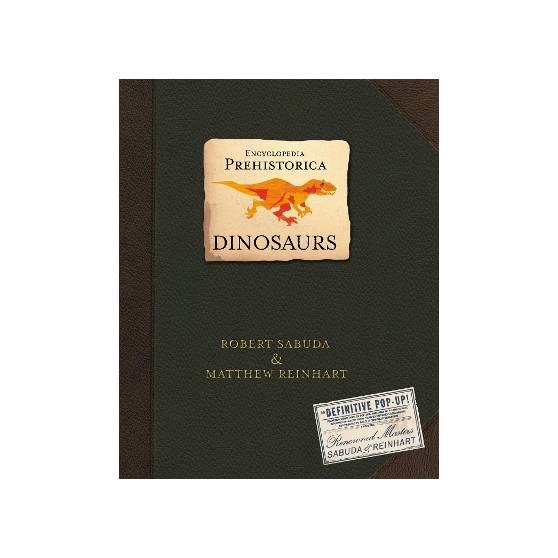 ENCYCLOPEDIA
PREHISTORICA
DINOSAURS
ROBERT SABUDA
&
MATTHEW REINHART
DEFINITIVE POP-UP!
Renowned Masters
SABUDA & REINHART